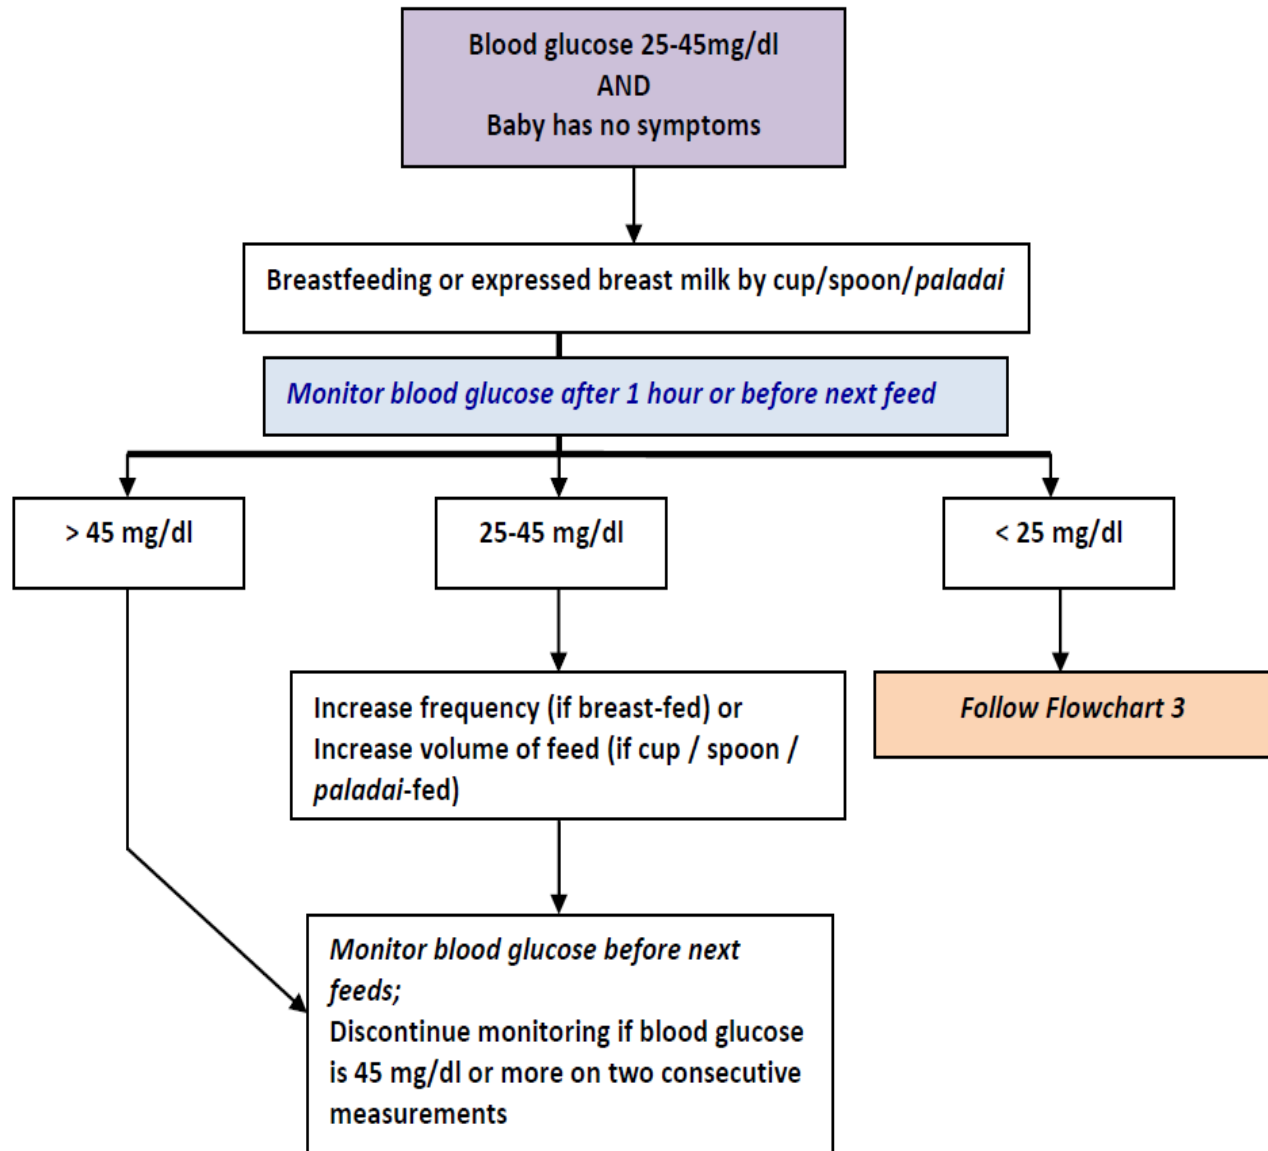 Blood glucose 25-45mg/dl
AND
Baby has no symptoms
Breastfeeding or expressed breast milk by cup/spoon/paladai
Monitor blood glucose after 1 hour or before next feed
> 45 mg/dl
25-45 mg/dl
< 25 mg/dl
Increase frequency (if breast-fed) or
Increase volume of feed (if cup / spoon /
paladai-fed)
Follow Flowchart 3
Monitor blood glucose before next
feeds;
Discontinue monitoring if blood glucose
is 45 mg/dl or more on two consecutive
measurements